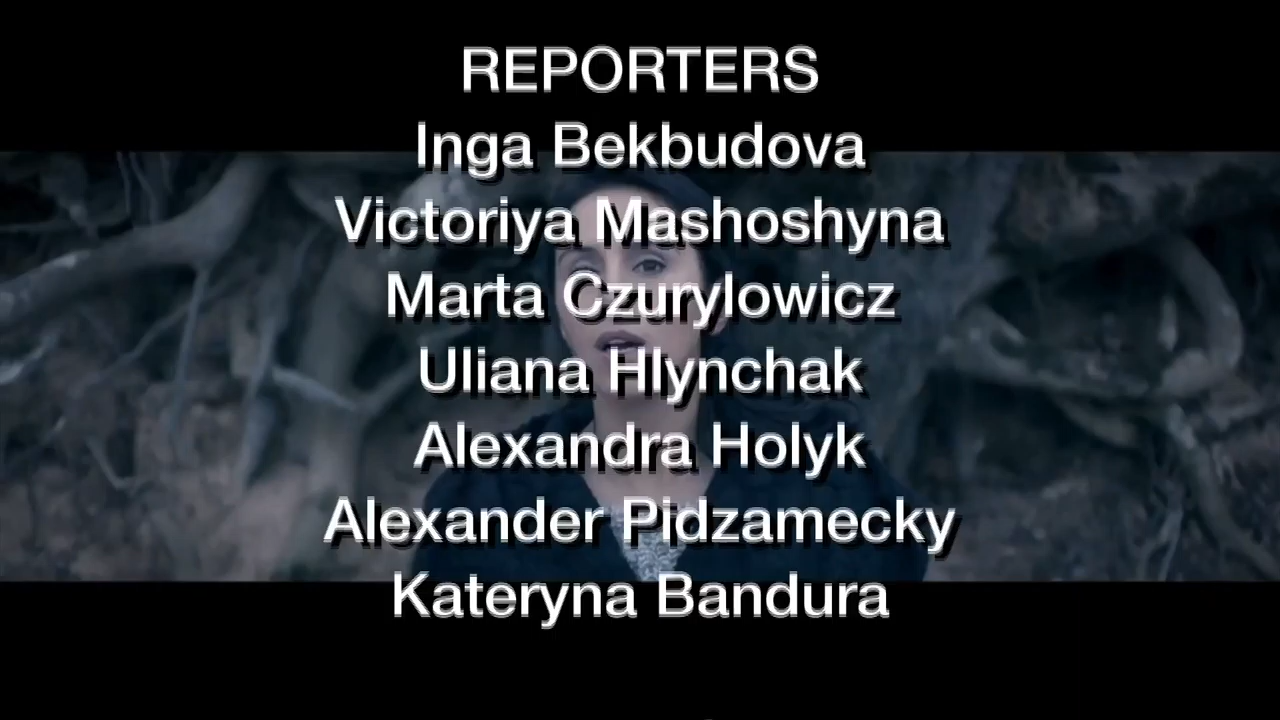 REPORTERS
Inga Bekbudova
Victoriya Mashoshyna
Marta Czurylowicz
Uliana Hlynchak
Alexandra Holyk
Alexander Pidzamecky
Kateryna Bandura